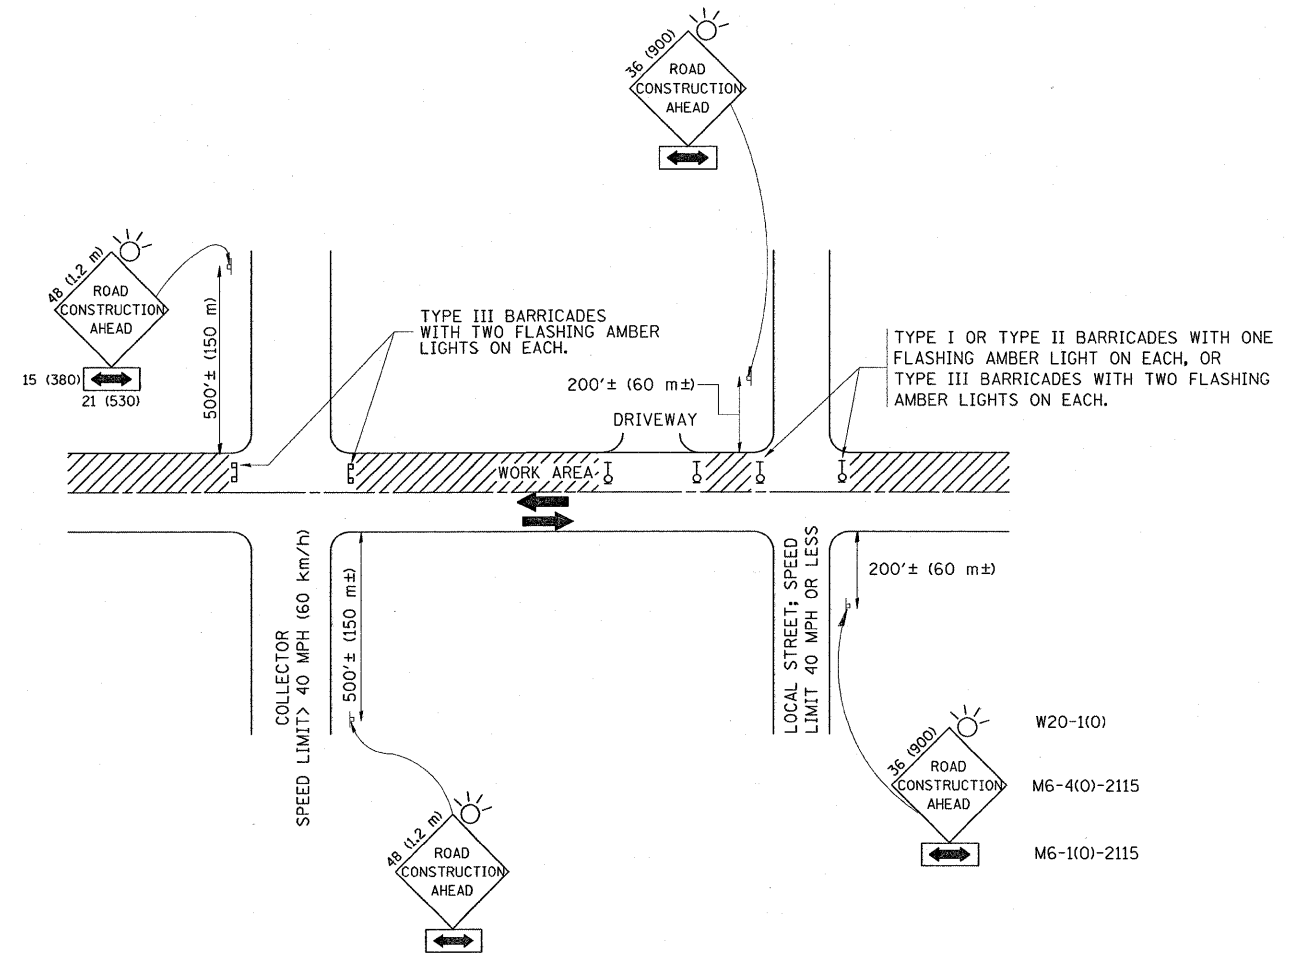 36 (900)
ROAD
CONSTRUCTION
AHEAD
48 (1.2 m)
ROAD
CONSTRUCTION
AHEAD
15 (380)
21 (530)
500'± (150 m)
TYPE III BARRICADES
WITH TWO FLASHING AMBER
LIGHTS ON EACH.
200'± (60 m±)
DRIVEWAY
TYPE I OR TYPE II BARRICADES WITH ONE
FLASHING AMBER LIGHT ON EACH, OR
TYPE III BARRICADES WITH TWO FLASHING
AMBER LIGHTS ON EACH.
WORK AREA
COLLECTOR
SPEED LIMIT> 40 MPH (60 km/h)
500'± (150 m±)
LOCAL STREET; SPEED
LIMIT 40 MPH OR LESS
200'± (60 m±)
48 (1.2 m)
ROAD
CONSTRUCTION
AHEAD
36 (900)
ROAD
CONSTRUCTION
AHEAD
W20-1(O)
M6-4(O)-2115
M6-1(O)-2115